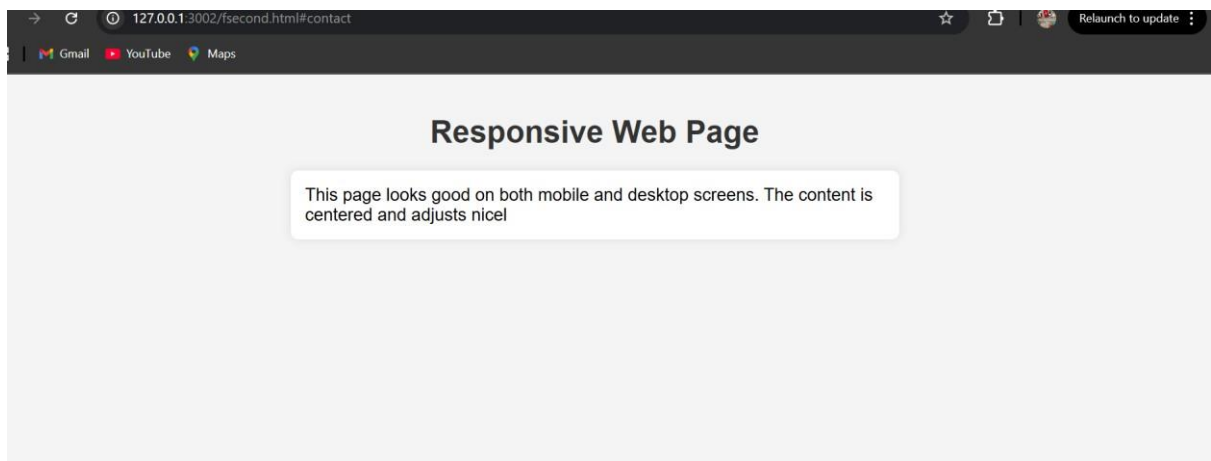 127.0.0.1:3002/fsecond.html#contact
Relaunch to update
Gmail YouTube Maps
Responsive Web Page
This page looks good on both mobile and desktop screens. The content is
centered and adjusts nicel